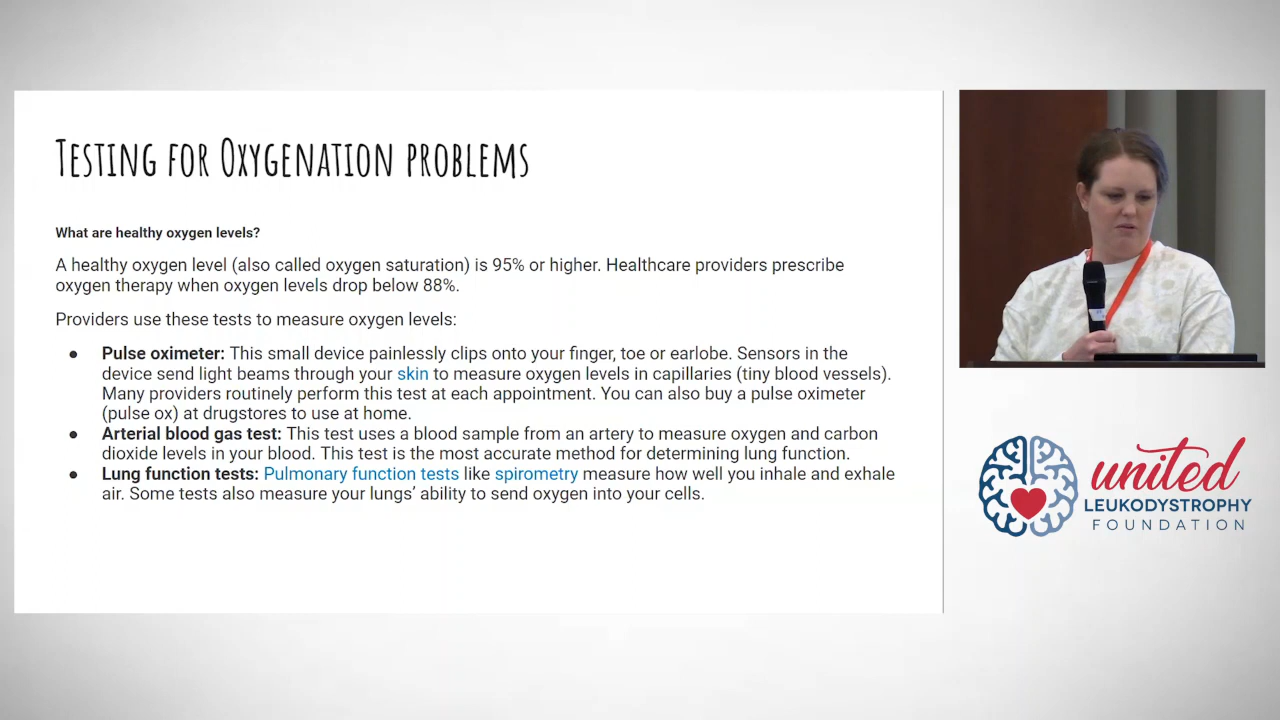 Testing for Oxygenation problems
What are healthy oxygen levels?
A healthy oxygen level (also called oxygen saturation) is 95% or higher. Healthcare providers prescribe
oxygen therapy when oxygen levels drop below 88%.
Providers use these tests to measure oxygen levels:
● Pulse oximeter: This small device painlessly clips onto your finger, toe or earlobe. Sensors in the
device send light beams through your skin to measure oxygen levels in capillaries (tiny blood vessels).
Many providers routinely perform this test at each appointment. You can also buy a pulse oximeter
(pulse ox) at drugstores to use at home.
● Arterial blood gas test: This test uses a blood sample from an artery to measure oxygen and carbon
dioxide levels in your blood. This test is the most accurate method for determining lung function.
● Lung function tests: Pulmonary function tests like spirometry measure how well you inhale and exhale
air. Some tests also measure your lungs’ ability to send oxygen into your cells.
united
LEUKODYSTROPHY
FOUNDATION